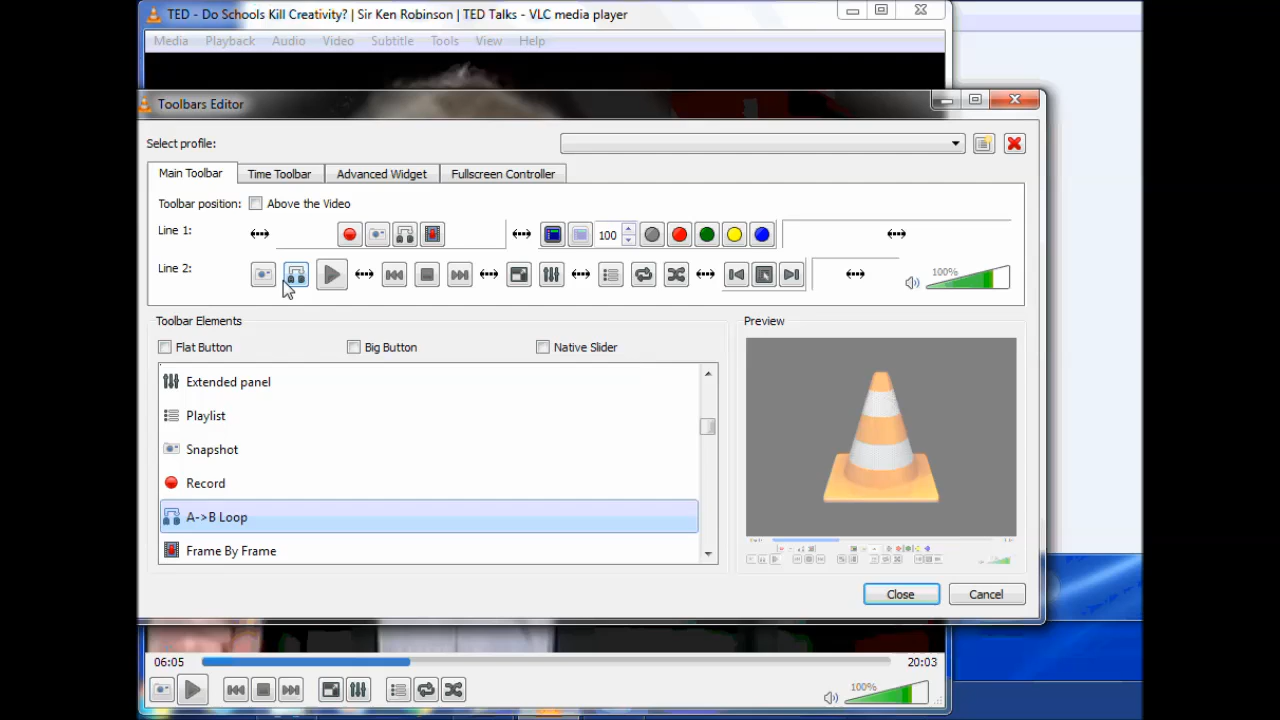 TED - Do Schools Kill Creativity? | Sir Ken Robinson | TED Talks - VLC media player
Media Playback Audio Video Subtitle Tools View Help
Toolbars Editor
Select profile:
Main Toolbar Time Toolbar Advanced Widget Fullscreen Controller
Toolbar position: Above the Video
Line 1: 100
Line 2: 100%
Toolbar Elements Preview
Flat Button Big Button Native Slider
Extended panel
Playlist
Snapshot
Record
A->B Loop
Frame By Frame
Close Cancel
06:05 20:03
100%